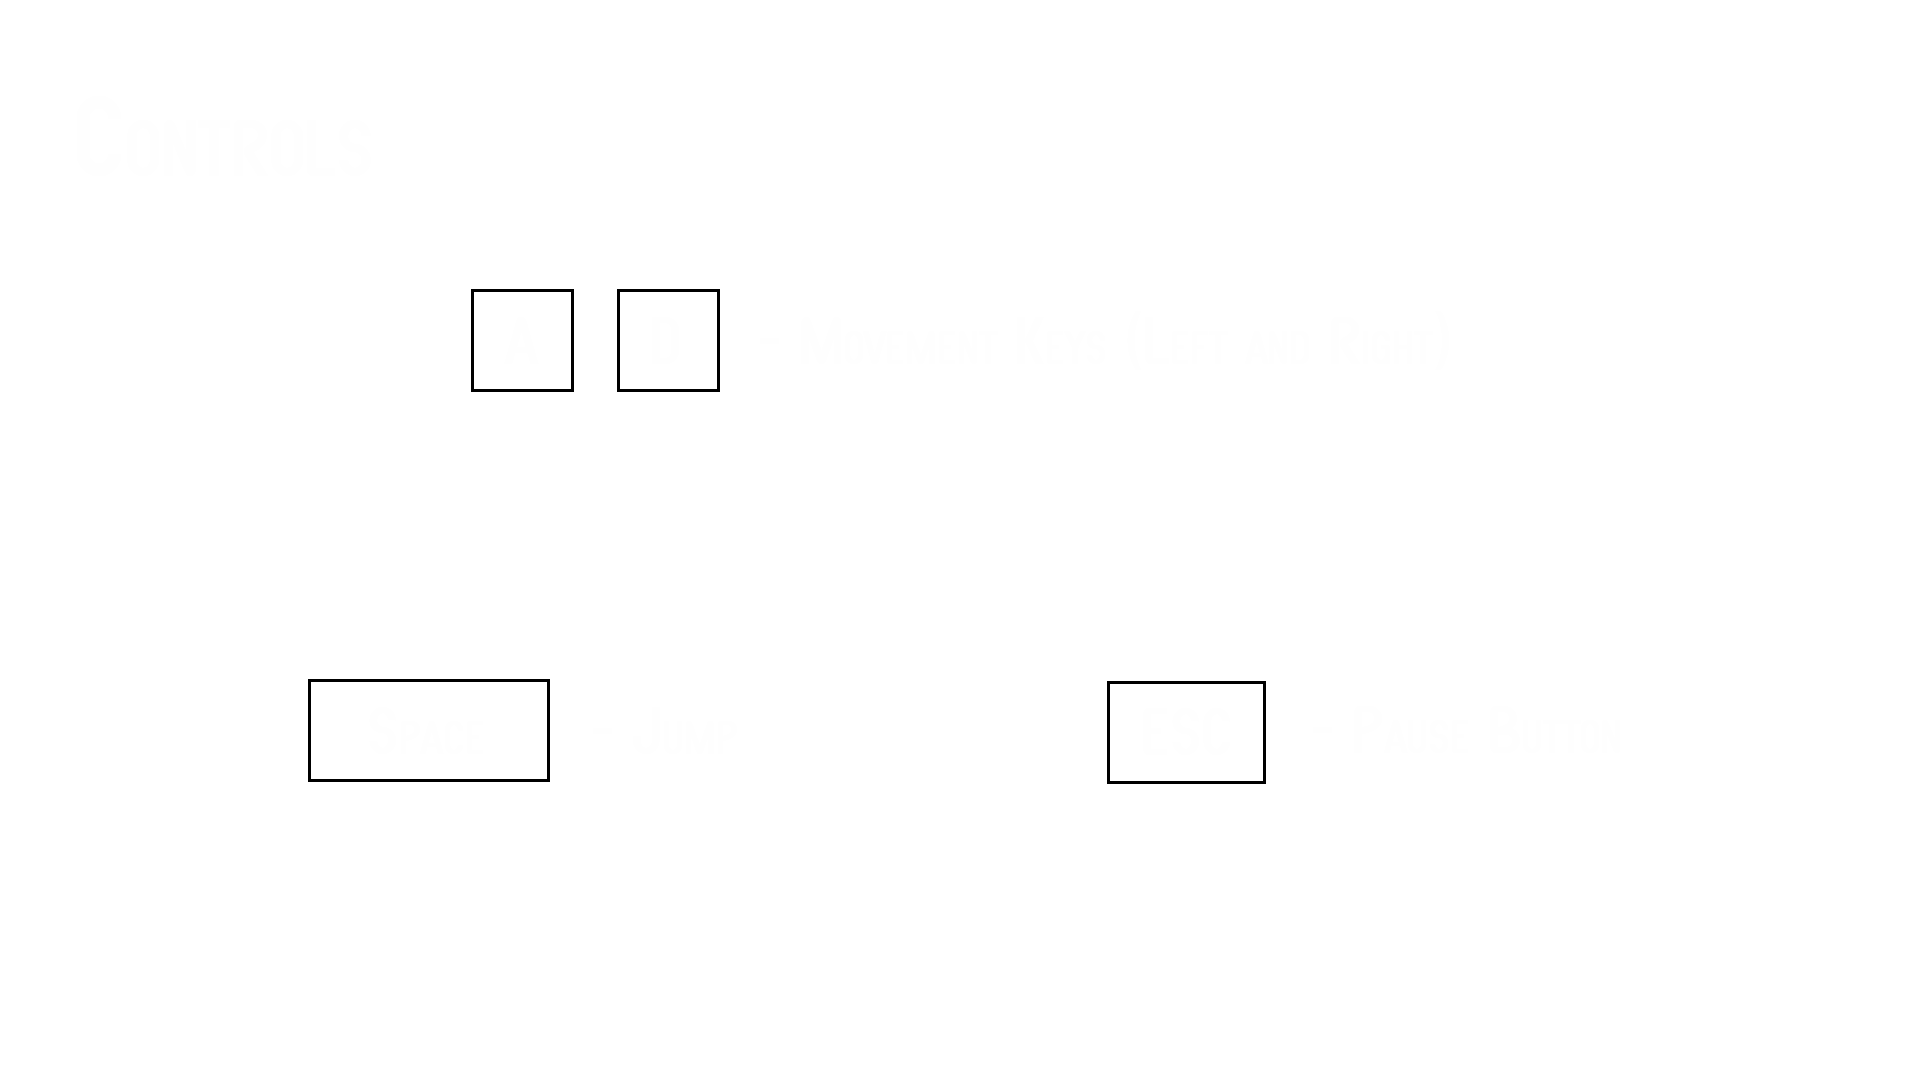 Controls
A D - Movement Keys (Left and Right)
Space - Jump
ESC - Pause Button